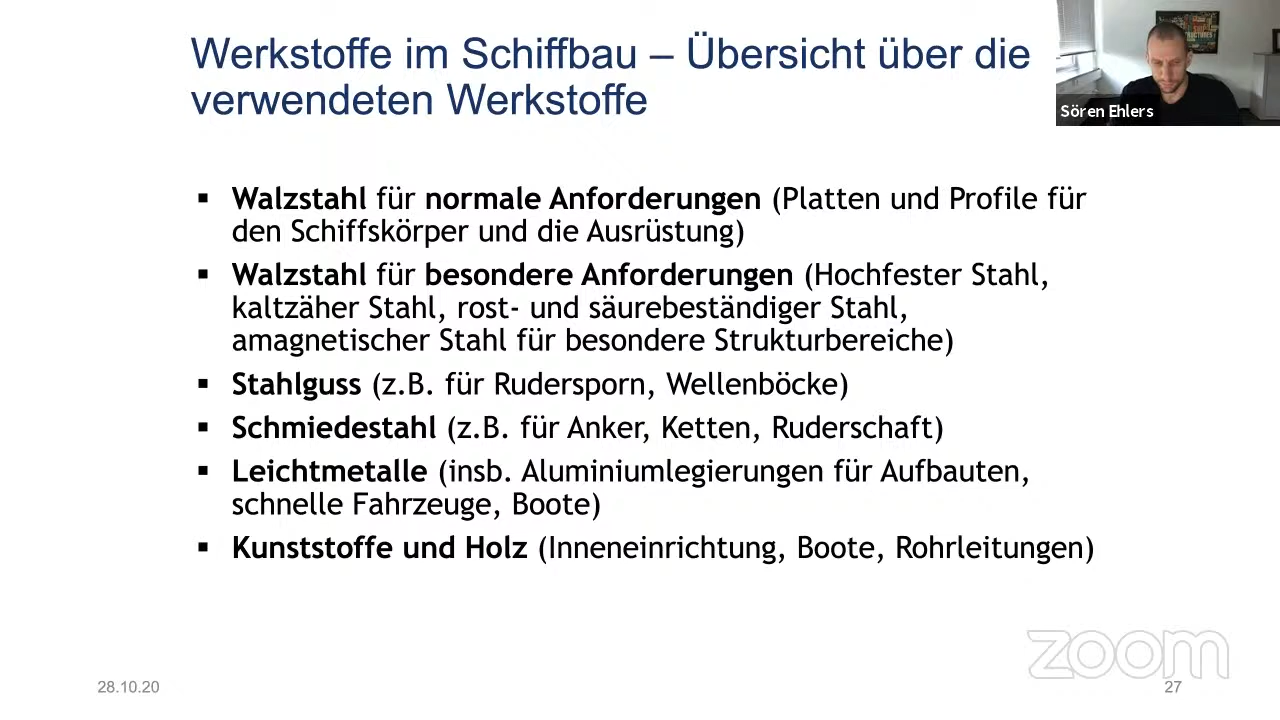 Werkstoffe im Schiffbau – Übersicht über die
verwendeten Werkstoffe
Sören Ehlers
▪ Walzstahl für normale Anforderungen (Platten und Profile für
den Schiffskörper und die Ausrüstung)
▪ Walzstahl für besondere Anforderungen (Hochfester Stahl,
kaltzäher Stahl, rost- und säurebeständiger Stahl,
amagnetischer Stahl für besondere Strukturbereiche)
▪ Stahlguss (z.B. für Rudersporn, Wellenböcke)
▪ Schmiedestahl (z.B. für Anker, Ketten, Ruderschaft)
▪ Leichtmetalle (insb. Aluminiumlegierungen für Aufbauten,
schnelle Fahrzeuge, Boote)
▪ Kunststoffe und Holz (Inneneinrichtung, Boote, Rohrleitungen)
zoom
28.10.20
27